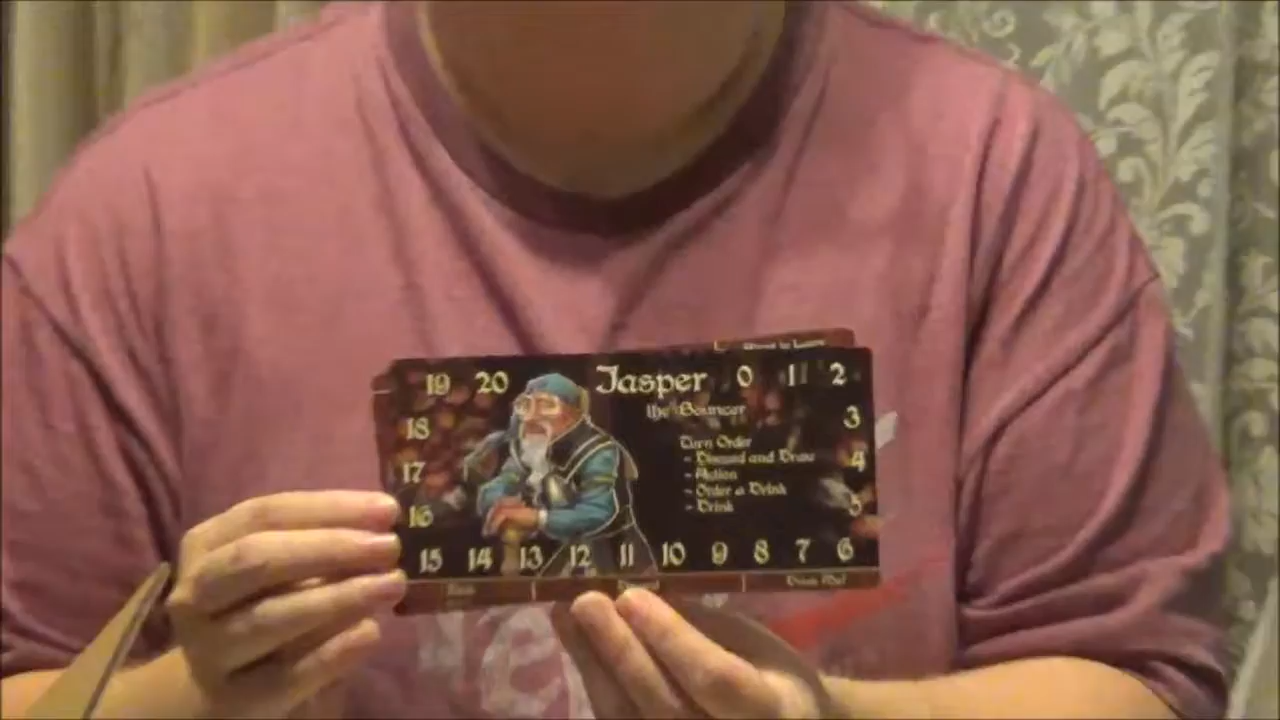 19 20 Jasper 0 1 2
the Bouncer
3
18
Turn Order
- Discard and Draw
4
17
- Action
- Order a Drink
5
16
- Drink
15 14 13 12 11 10 9 8 7 6